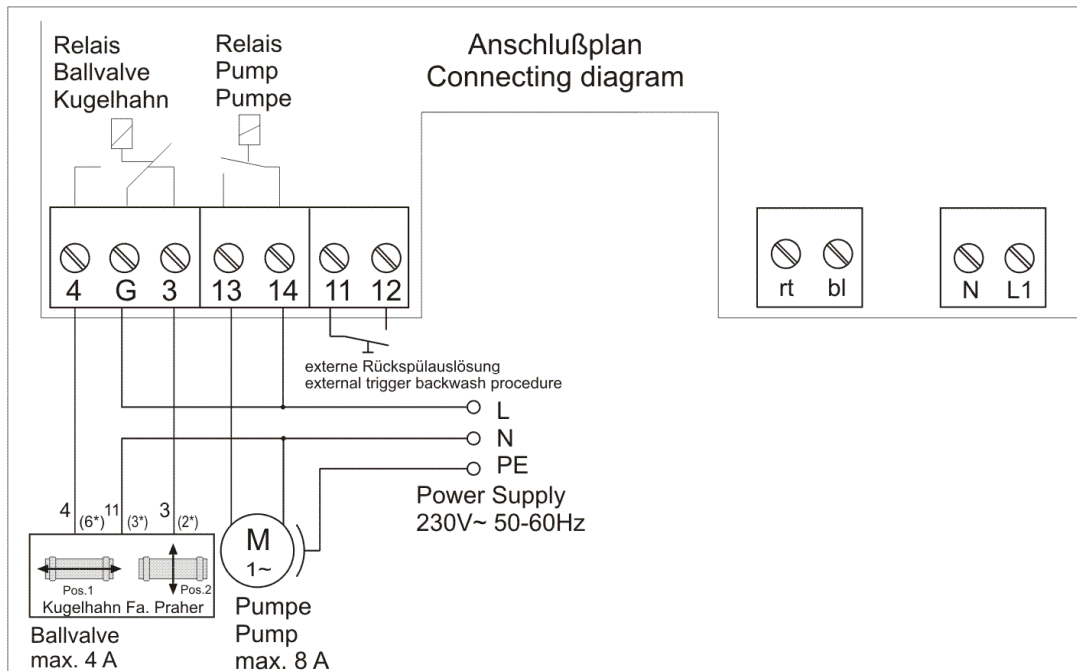 Anschlußplan
Connecting diagram
Relais
Ballvalve
Kugelhahn
Relais
Pump
Pumpe
4 G 3 13 14 11 12
rt bl
N L1
externe Rückspülauslösung
external trigger backwash procedure
L
N
PE
Power Supply
230V~ 50-60Hz
4 (6*) 11 (3*) 3 (2*)
Pos.1 Pos.2
Kugelhahn Fa. Praher
Ballvalve
max. 4 A
M
1~
Pumpe
Pump
max. 8 A